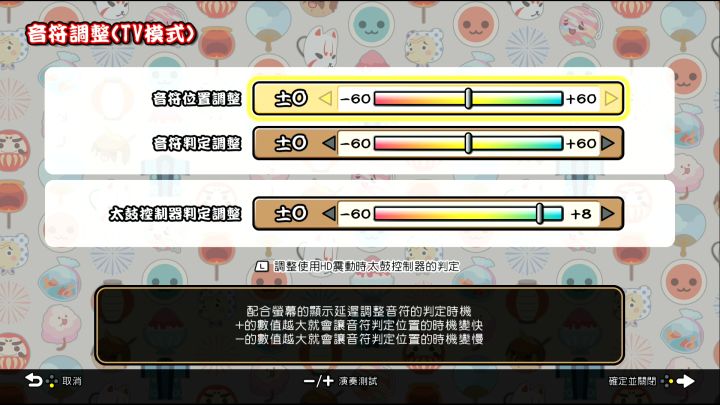 音符調整(TV模式)
音符位置調整 ±0 -60 +60
音符判定調整 ±0 -60 +60
太鼓控制器判定調整 ±0 -60 +8
L 調整使用HD震動時太鼓控制器的判定
配合螢幕的顯示延遲調整音符的判定時機
+的數值越大就會讓音符判定位置的時機變快
-的數值越大就會讓音符判定位置的時機變慢
取消 -/+ 演奏測試 確定並關閉